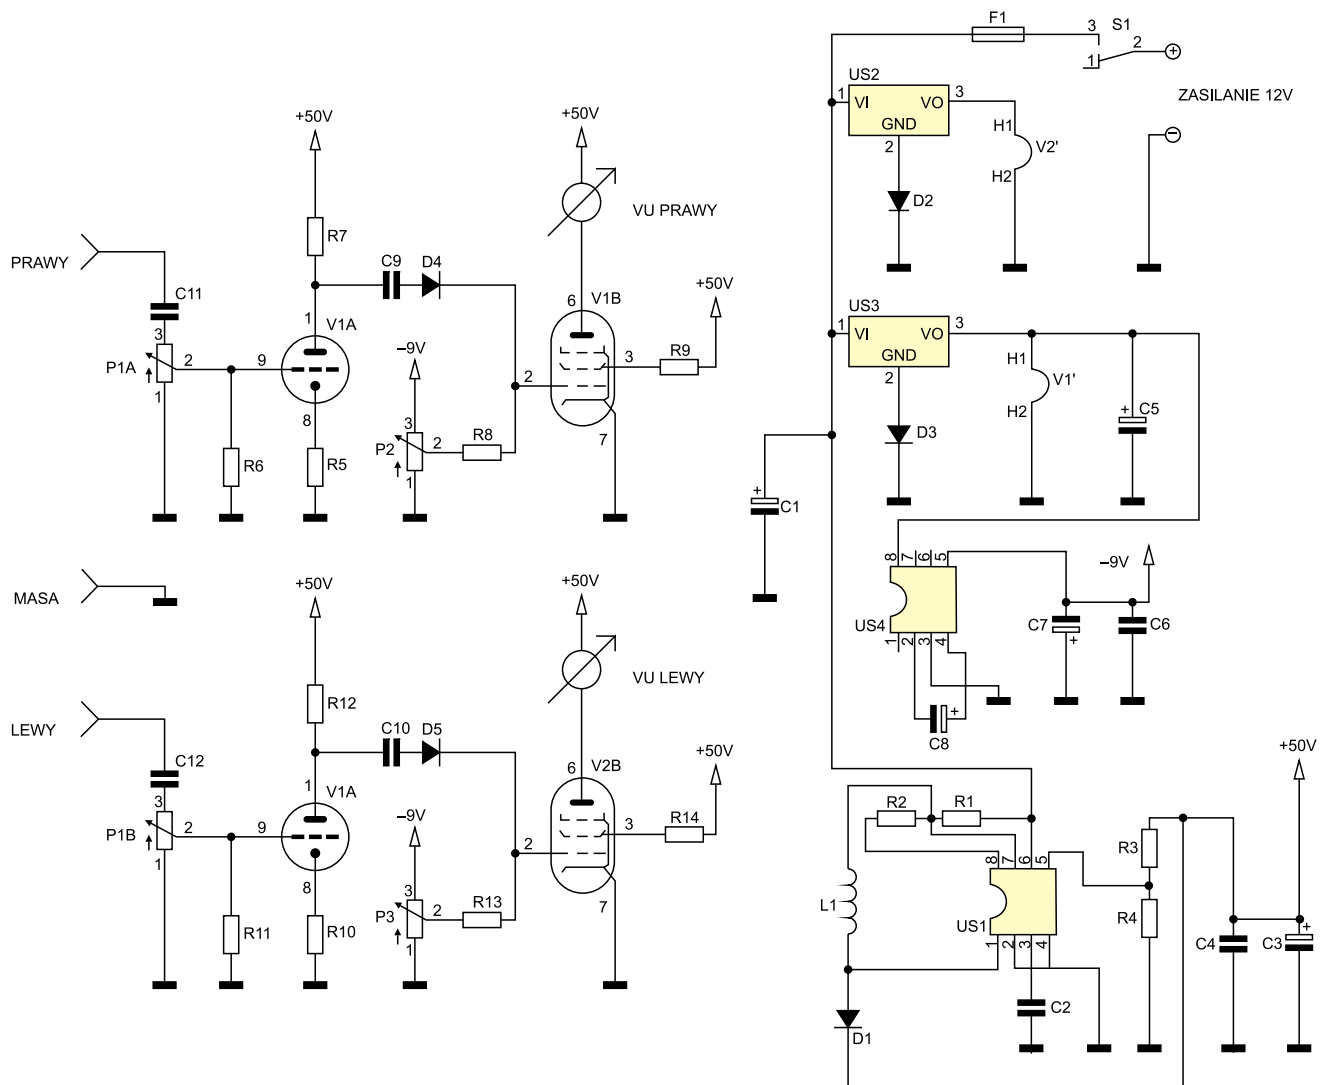 +50V
R7
PRAWY
C11
3
P1A
2
1
9
1
V1A
8
R6
R5
C9
D4
–9V
3
P2
2
1
R8
+50V
VU PRAWY
6
V1B
2
3
R9
+50V
7
MASA
+50V
R12
LEWY
C12
3
P1B
2
1
9
1
V1A
8
R11
R10
C10
D5
–9V
3
P3
2
1
R13
+50V
VU LEWY
6
V2B
2
3
R14
+50V
7
F1
3
S1
2
1
+
ZASILANIE 12V
–
US2
1
VI
VO
3
GND
2
D2
H1
V2'
H2
US3
1
VI
VO
3
GND
2
D3
H1
V1'
H2
+
C5
+
C1
8
7
6
5
US4
1
2
3
4
C8
+
–9V
C7
+
C6
R2
R1
L1
8
7
6
5
US1
1
2
3
4
C2
D1
R3
R4
C4
C3
+
+50V